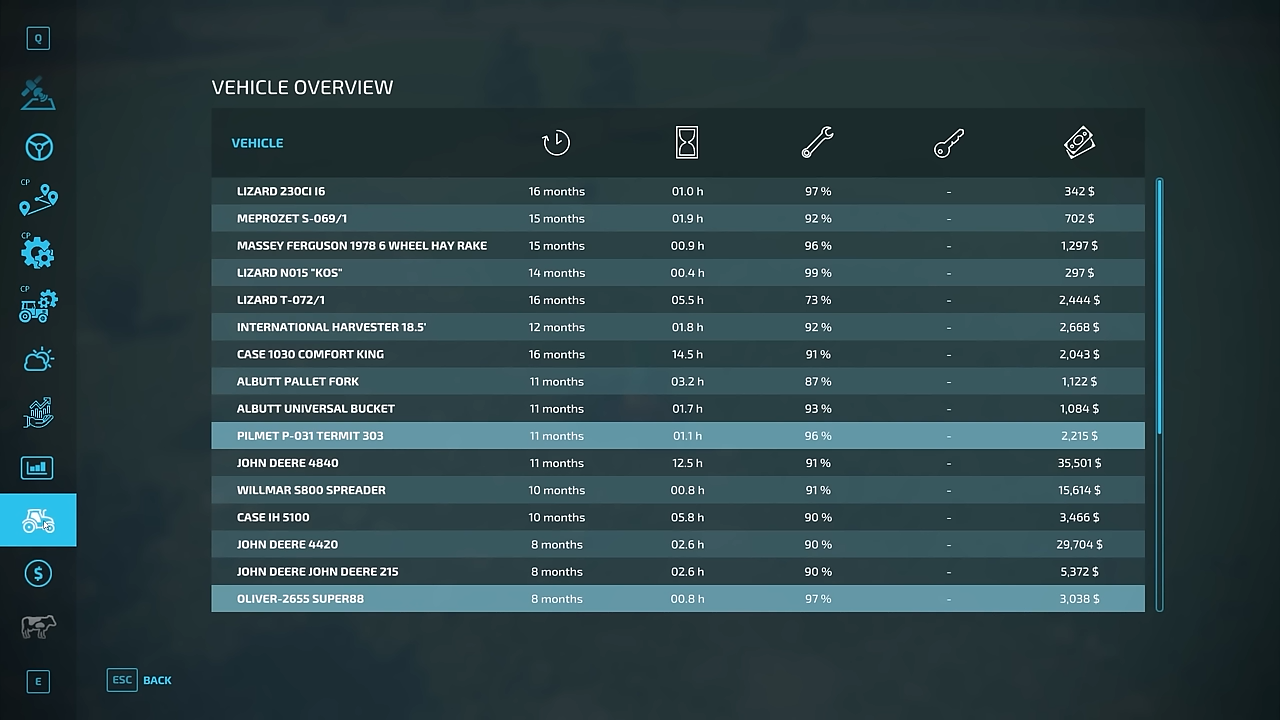 Q
VEHICLE OVERVIEW
VEHICLE
CP
LIZARD 230CI I6 16 months 01.0 h 97 % - 342 $
MEPROZET S-069/1 15 months 01.9 h 92 % - 702 $
CP
MASSEY FERGUSON 1978 6 WHEEL HAY RAKE 15 months 00.9 h 96 % - 1,297 $
LIZARD N015 "KOS" 14 months 00.4 h 99 % - 297 $
CP
LIZARD T-072/1 16 months 05.5 h 73 % - 2,444 $
INTERNATIONAL HARVESTER 18.5' 12 months 01.8 h 92 % - 2,668 $
CASE 1030 COMFORT KING 16 months 14.5 h 91 % - 2,043 $
ALBUTT PALLET FORK 11 months 03.2 h 87 % - 1,122 $
ALBUTT UNIVERSAL BUCKET 11 months 01.7 h 93 % - 1,084 $
PILMET P-031 TERMIT 303 11 months 01.1 h 96 % - 2,215 $
JOHN DEERE 4840 11 months 12.5 h 91 % - 35,501 $
WILLMAR S800 SPREADER 10 months 00.8 h 91 % - 15,614 $
CASE IH 5100 10 months 05.8 h 90 % - 3,466 $
JOHN DEERE 4420 8 months 02.6 h 90 % - 29,704 $
JOHN DEERE JOHN DEERE 215 8 months 02.6 h 90 % - 5,372 $
OLIVER-2655 SUPER88 8 months 00.8 h 97 % - 3,038 $
E
ESC BACK